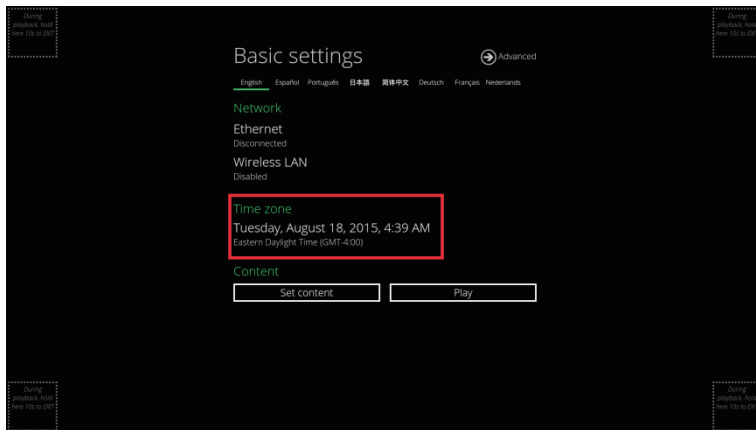 During
playback, hold
here 10s to EXIT
During
playback, hold
here 10s to EXIT
Basic settings
Advanced
English Español Português 日本語 简体中文 Deutsch Français Nederlands
Network
Ethernet
Disconnected
Wireless LAN
Disabled
Time zone
Tuesday, August 18, 2015, 4:39 AM
Eastern Daylight Time (GMT-4:00)
Content
Set content Play
During
playback, hold
here 10s to EXIT
During
playback, hold
here 10s to EXIT